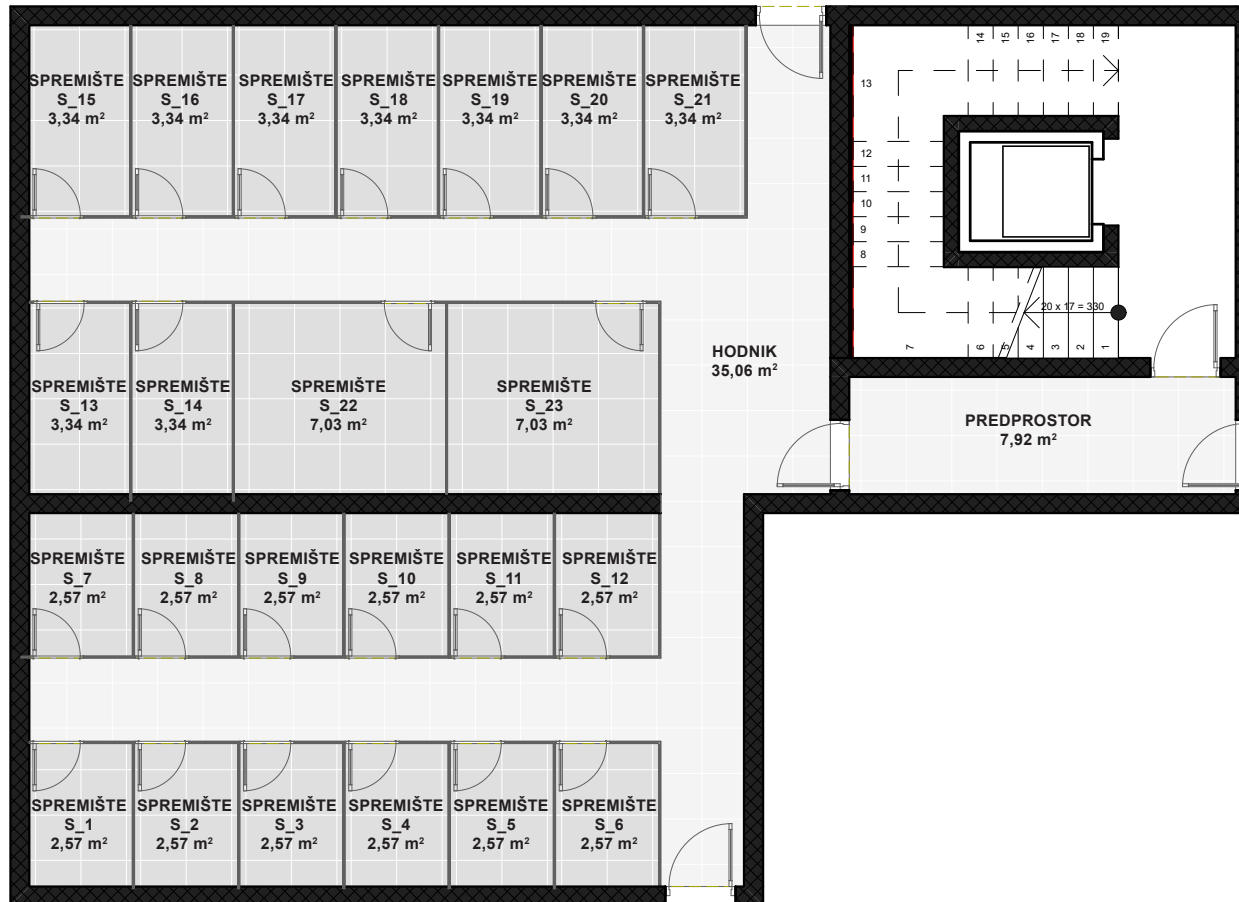 SPREMIŠTE
S_15
3,34 m²
SPREMIŠTE
S_16
3,34 m²
SPREMIŠTE
S_17
3,34 m²
SPREMIŠTE
S_18
3,34 m²
SPREMIŠTE
S_19
3,34 m²
SPREMIŠTE
S_20
3,34 m²
SPREMIŠTE
S_21
3,34 m²
14
15
16
17
18
19
13
12
11
10
9
8
20 x 17 = 330
7
6
5
4
3
2
1
SPREMIŠTE
S_13
3,34 m²
SPREMIŠTE
S_14
3,34 m²
SPREMIŠTE
S_22
7,03 m²
SPREMIŠTE
S_23
7,03 m²
HODNIK
35,06 m²
PREDPROSTOR
7,92 m²
SPREMIŠTE
S_7
2,57 m²
SPREMIŠTE
S_8
2,57 m²
SPREMIŠTE
S_9
2,57 m²
SPREMIŠTE
S_10
2,57 m²
SPREMIŠTE
S_11
2,57 m²
SPREMIŠTE
S_12
2,57 m²
SPREMIŠTE
S_1
2,57 m²
SPREMIŠTE
S_2
2,57 m²
SPREMIŠTE
S_3
2,57 m²
SPREMIŠTE
S_4
2,57 m²
SPREMIŠTE
S_5
2,57 m²
SPREMIŠTE
S_6
2,57 m²